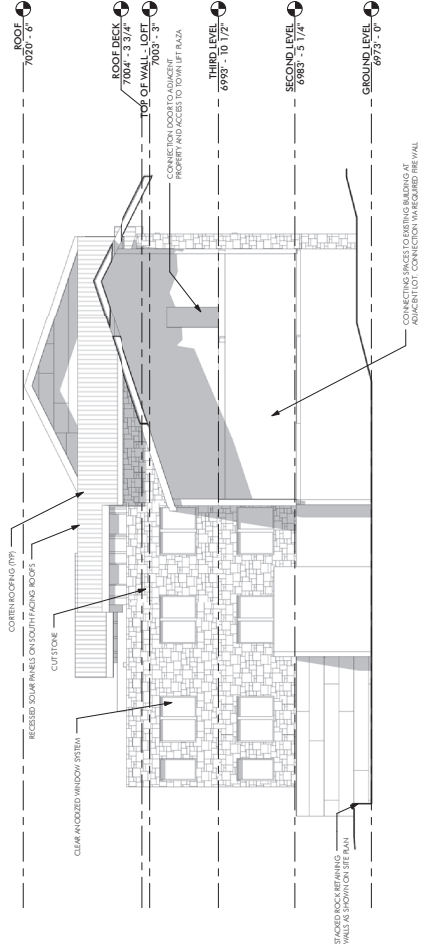 ROOF
7020' - 6"
ROOF DECK
7004' - 3 3/4"
TOP OF WALL - LOFT
7003' - 3"
THIRD LEVEL
6993' - 10 1/2"
SECOND LEVEL
6983' - 5 1/4"
GROUND LEVEL
6973' - 0"
CONNECTION DOOR TO ADJACENT
PROPERTY AND ACCESS TO TOWN LIFT PLAZA
CONNECTING SPACES TO EXISTING BUILDING AT
ADJACENT LOT. CONNECTION VIA REQUIRED FIRE WALL
CORTEN ROOFING (TYP)
RECESSED SOLAR PANELS ON SOUTH FACING ROOFS
CUT STONE
CLEAR ANODIZED WINDOW SYSTEM
STACKED ROCK RETAINING
WALLS AS SHOWN ON SITE PLAN